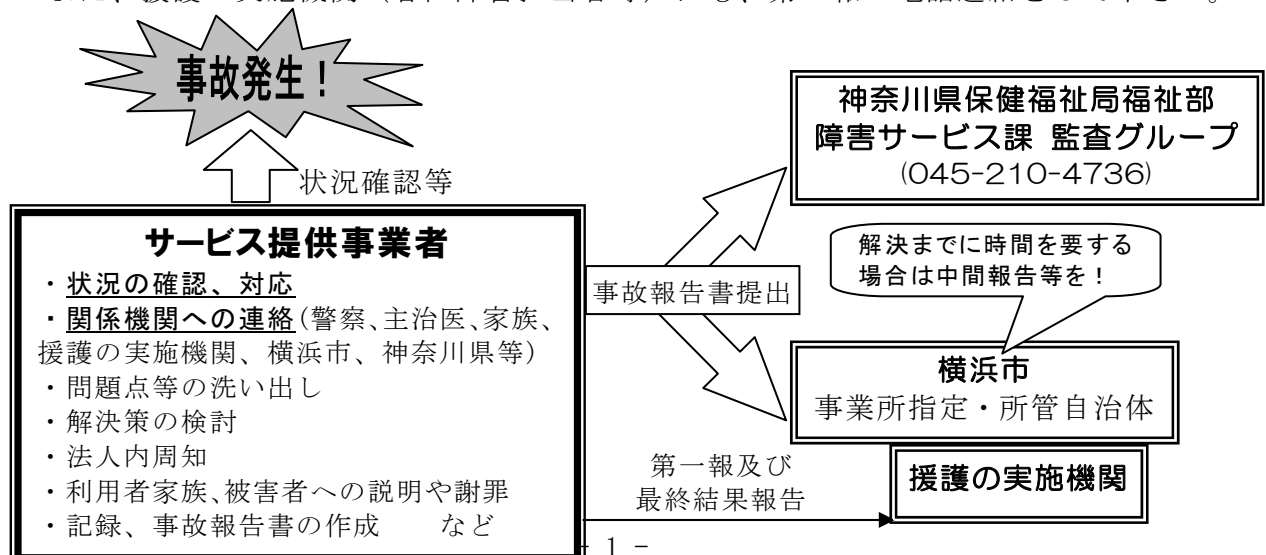 事故発生！
状況確認等
サービス提供事業者
・状況の確認、対応
・関係機関への連絡（警察、主治医、家族、
援護の実施機関、横浜市、神奈川県等）
・問題点等の洗い出し
・解決策の検討
・法人内周知
・利用者家族、被害者への説明や謝罪
・記録、事故報告書の作成　　など
事故報告書提出
神奈川県保健福祉局福祉部
障害サービス課 監査グループ
(045-210-4736)
解決までに時間を要する
場合は中間報告等を！
横浜市
事業所指定・所管自治体
第一報及び
最終結果報告
援護の実施機関
- 1 -